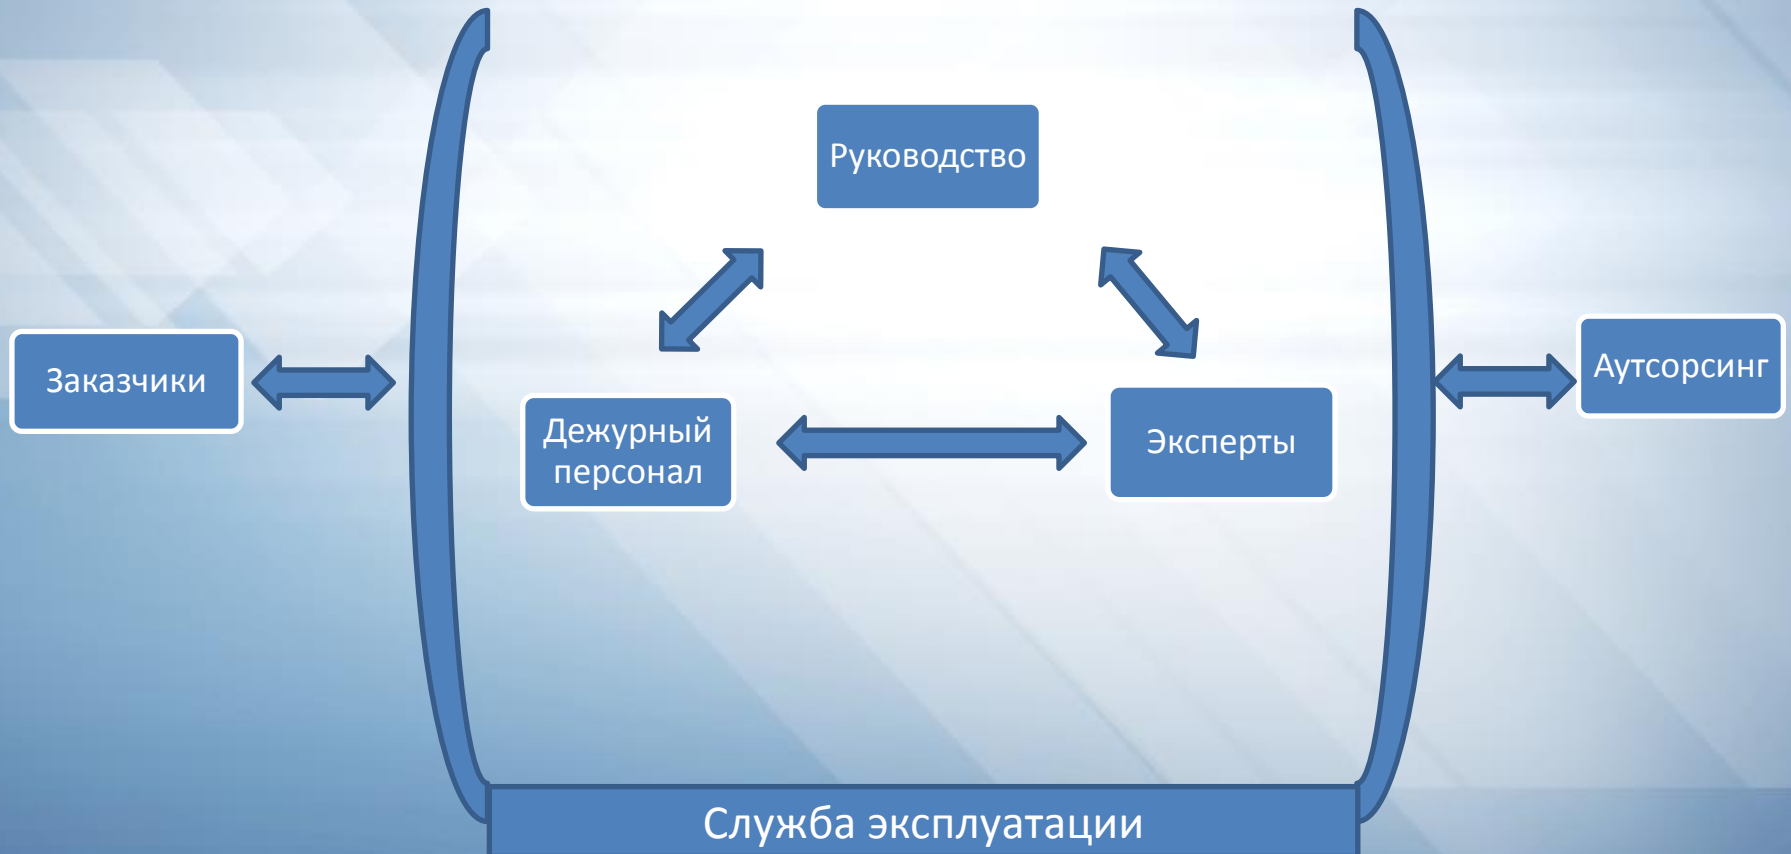 Руководство
Заказчики
Дежурный
персонал
Эксперты
Аутсорсинг
Служба эксплуатации